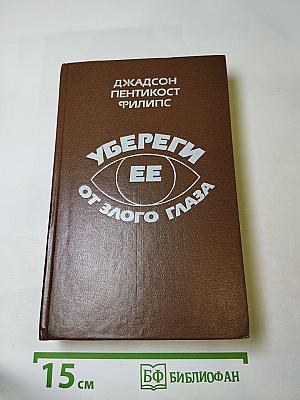 ДЖАДСОН
ПЕНТИКОСТ
ФИЛИПС
УБЕРЕГИ
ЕЕ
ОТ ЗЛОГО ГЛАЗА
15 см
БФ БИБЛИОФАН